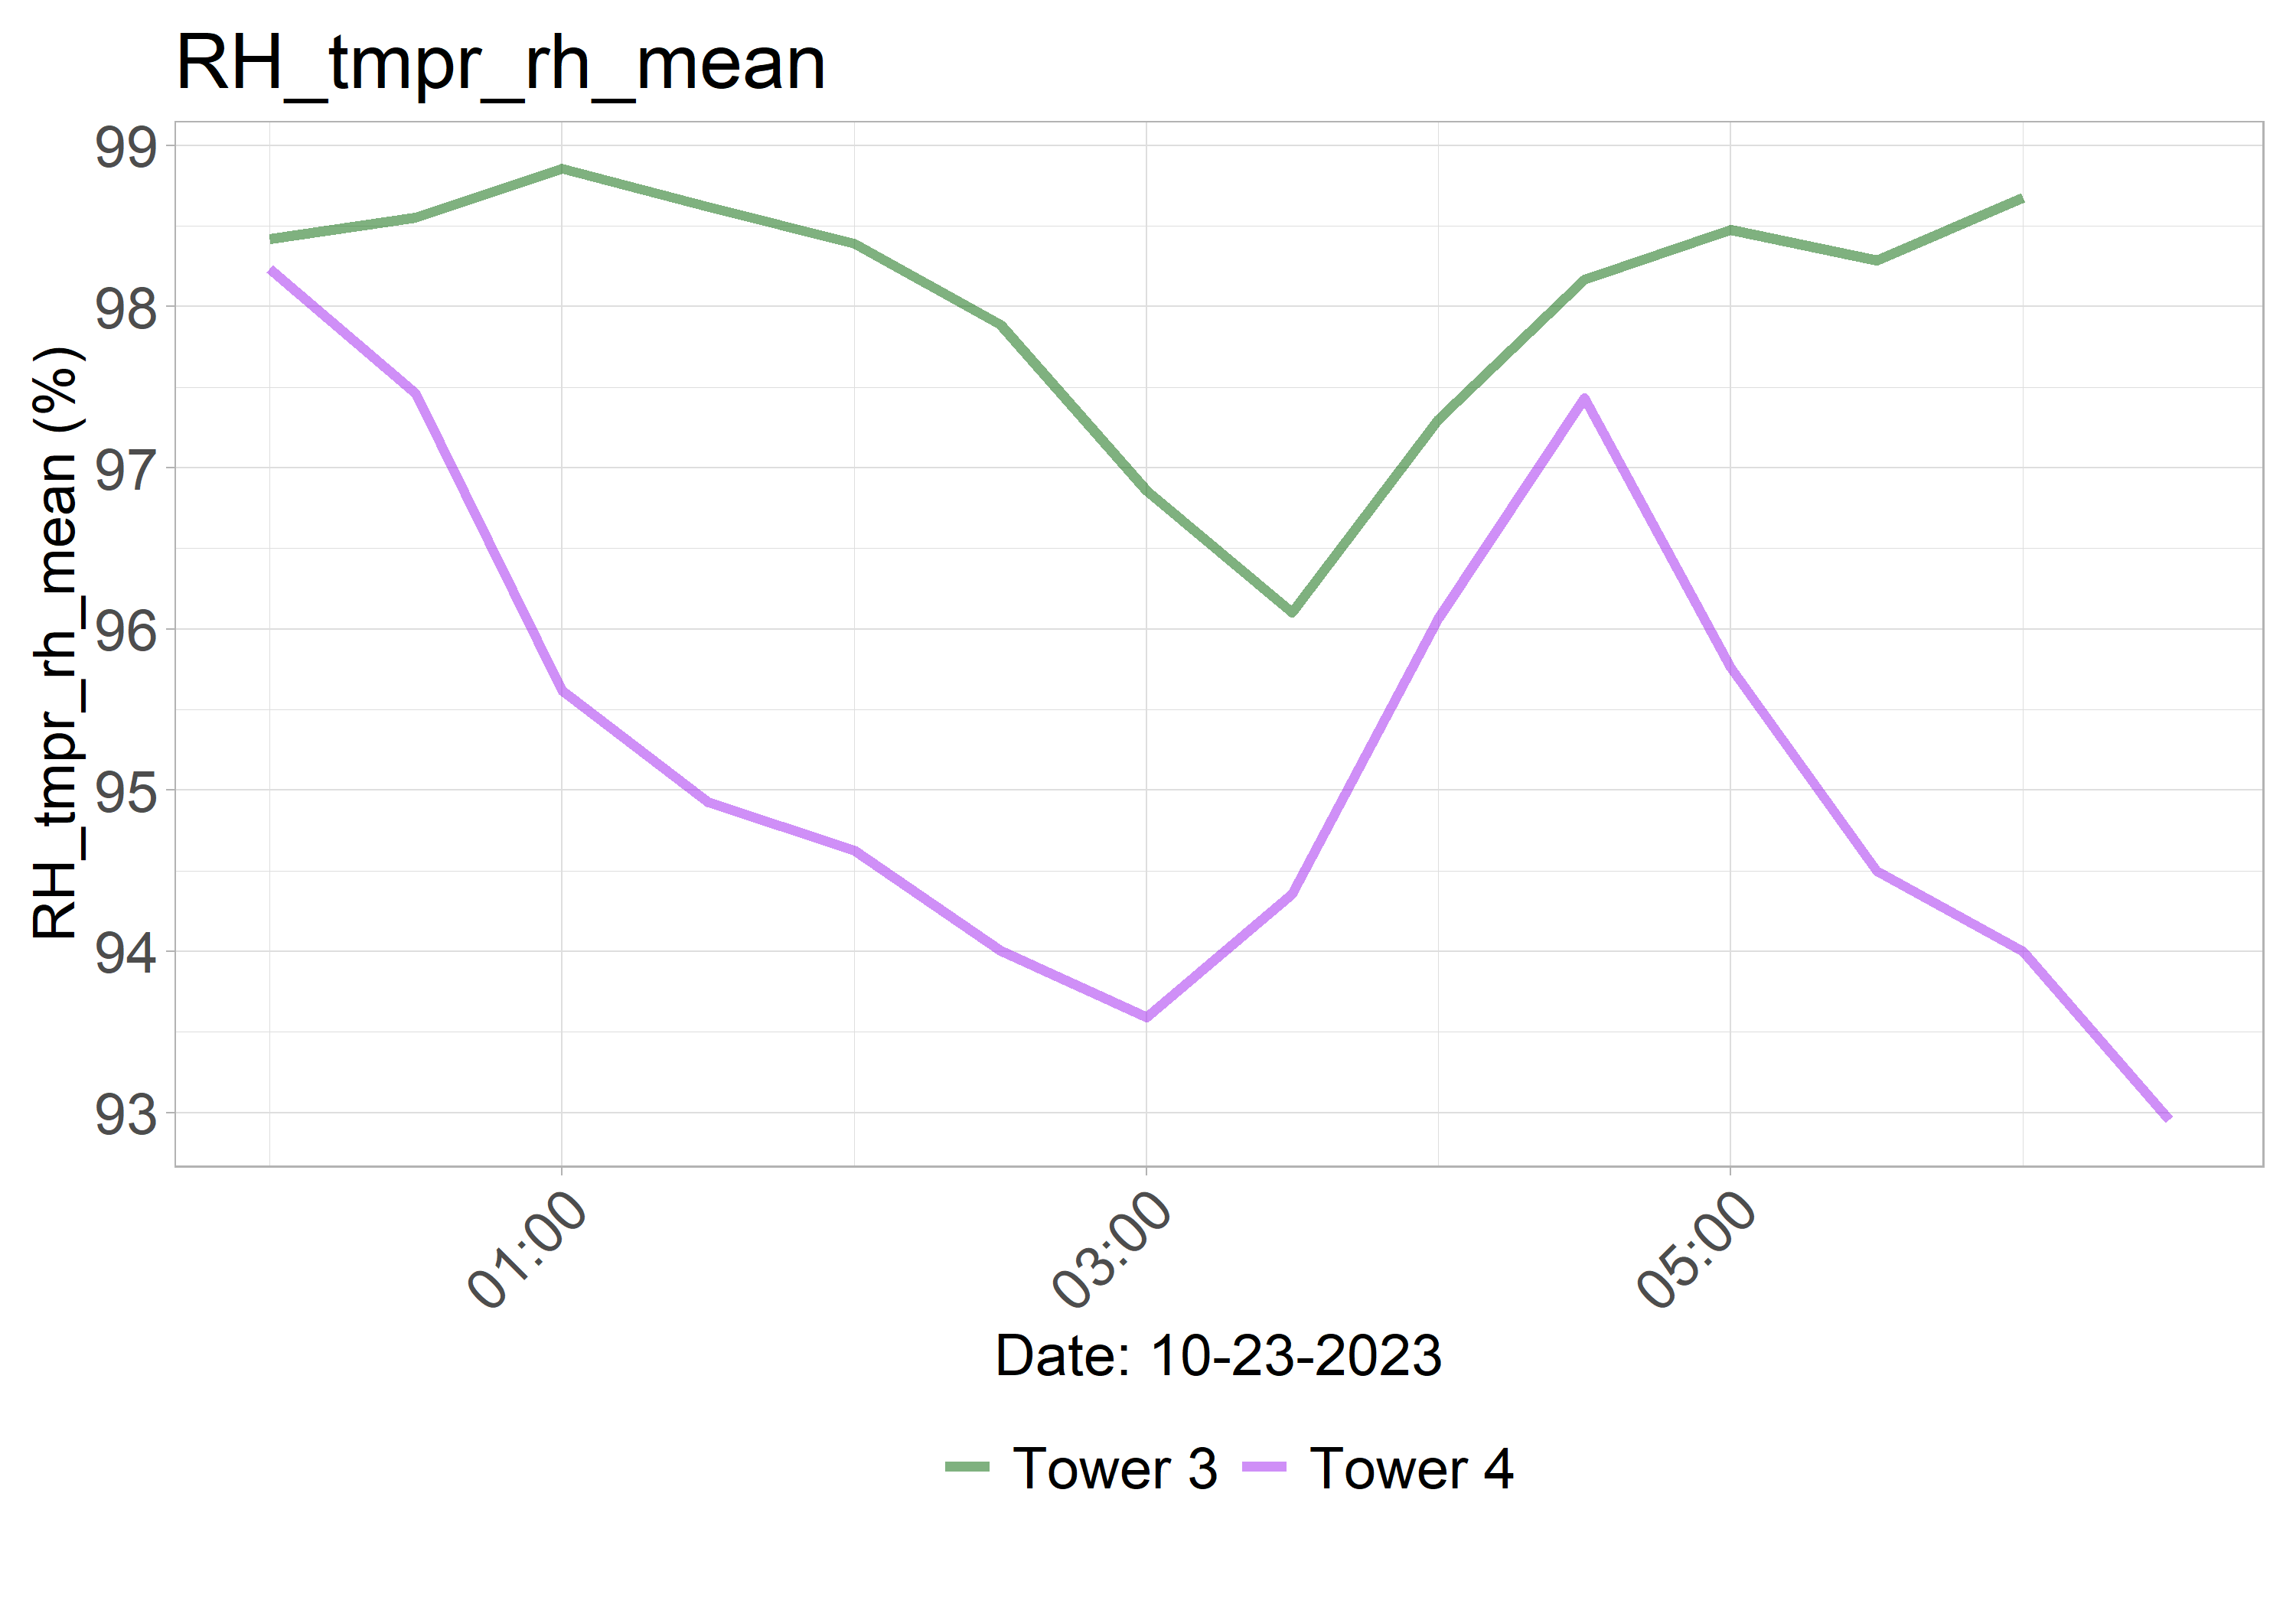 RH_tmpr_rh_mean
RH_tmpr_rh_mean (%)
99
98
97
96
95
94
93
01:00
03:00
05:00
Date: 10-23-2023
Tower 3
Tower 4